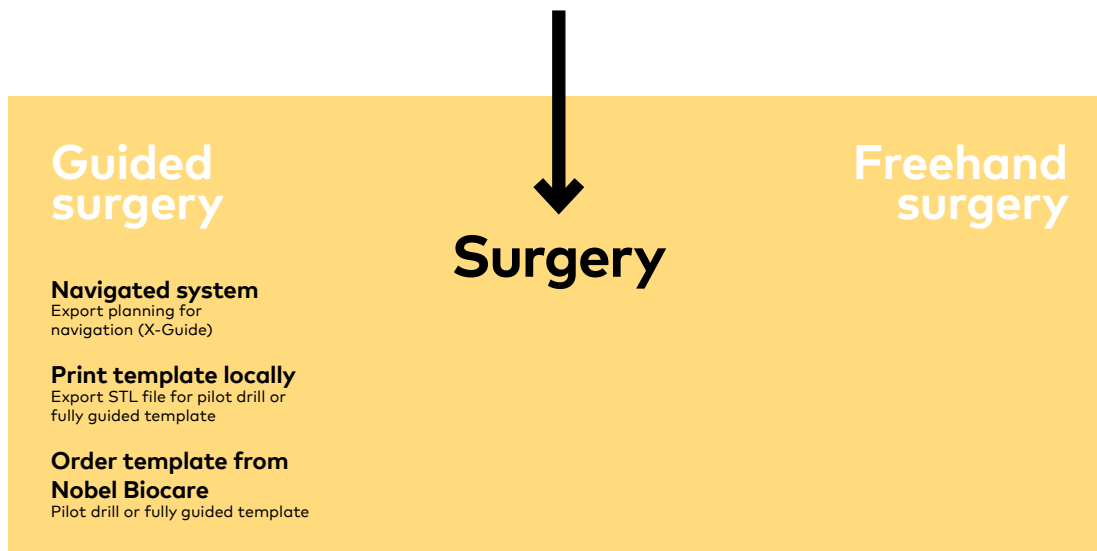 Guided
surgery
Surgery
Freehand
surgery
Navigated system
Export planning for
navigation (X-Guide)
Print template locally
Export STL file for pilot drill or
fully guided template
Order template from
Nobel Biocare
Pilot drill or fully guided template